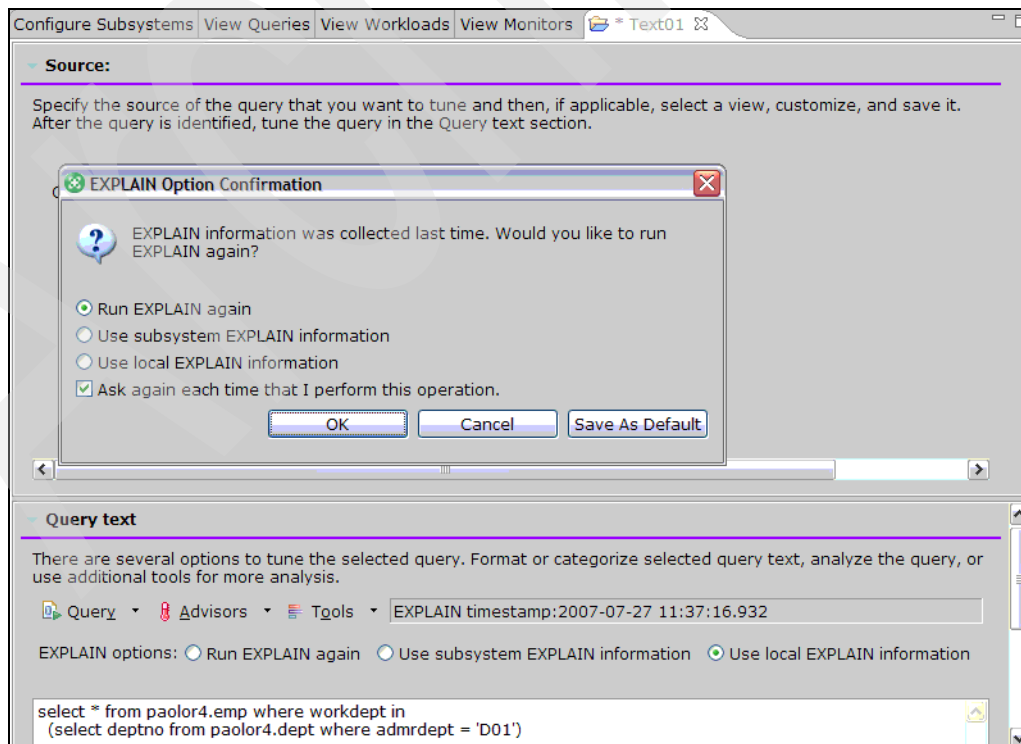 Configure Subsystems View Queries View Workloads View Monitors * Text01
Source:
Specify the source of the query that you want to tune and then, if applicable, select a view, customize, and save it.
After the query is identified, tune the query in the Query text section.
EXPLAIN Option Confirmation
EXPLAIN information was collected last time. Would you like to run
EXPLAIN again?
Run EXPLAIN again
Use subsystem EXPLAIN information
Use local EXPLAIN information
Ask again each time that I perform this operation.
OK Cancel Save As Default
Query text
There are several options to tune the selected query. Format or categorize selected query text, analyze the query, or
use additional tools for more analysis.
Query Advisors Tools EXPLAIN timestamp:2007-07-27 11:37:16.932
EXPLAIN options: Run EXPLAIN again Use subsystem EXPLAIN information Use local EXPLAIN information
select * from paolor4.emp where workdept in
(select deptno from paolor4.dept where admrdept = 'D01')